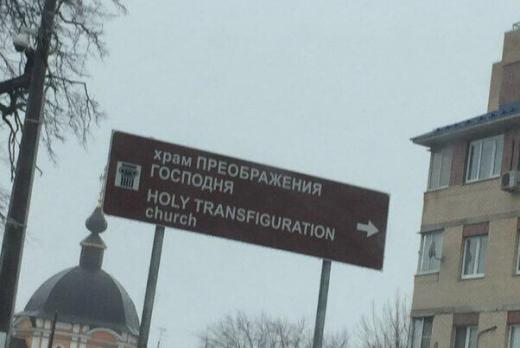 храм ПРЕОБРАЖЕНИЯ
ГОСПОДНЯ
HOLY TRANSFIGURATION
church